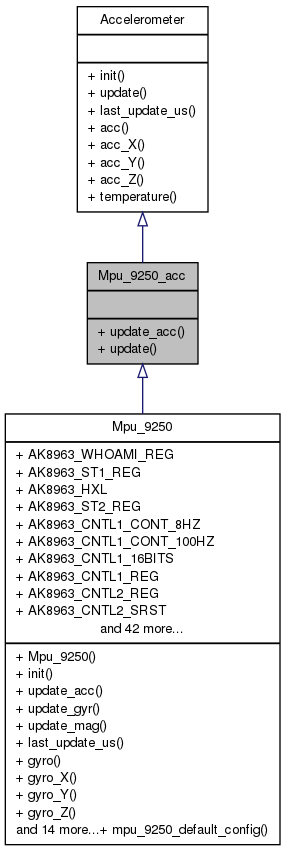 Accelerometer
+ init()
+ update()
+ last_update_us()
+ acc()
+ acc_X()
+ acc_Y()
+ acc_Z()
+ temperature()
Mpu_9250_acc
+ update_acc()
+ update()
Mpu_9250
+ AK8963_WHOAMI_REG
+ AK8963_ST1_REG
+ AK8963_HXL
+ AK8963_ST2_REG
+ AK8963_CNTL1_CONT_8HZ
+ AK8963_CNTL1_CONT_100HZ
+ AK8963_CNTL1_16BITS
+ AK8963_CNTL1_REG
+ AK8963_CNTL2_REG
+ AK8963_CNTL2_SRST
and 42 more...
+ Mpu_9250()
+ init()
+ update_acc()
+ update_gyr()
+ update_mag()
+ last_update_us()
+ gyro()
+ gyro_X()
+ gyro_Y()
+ gyro_Z()
and 14 more...+ mpu_9250_default_config()